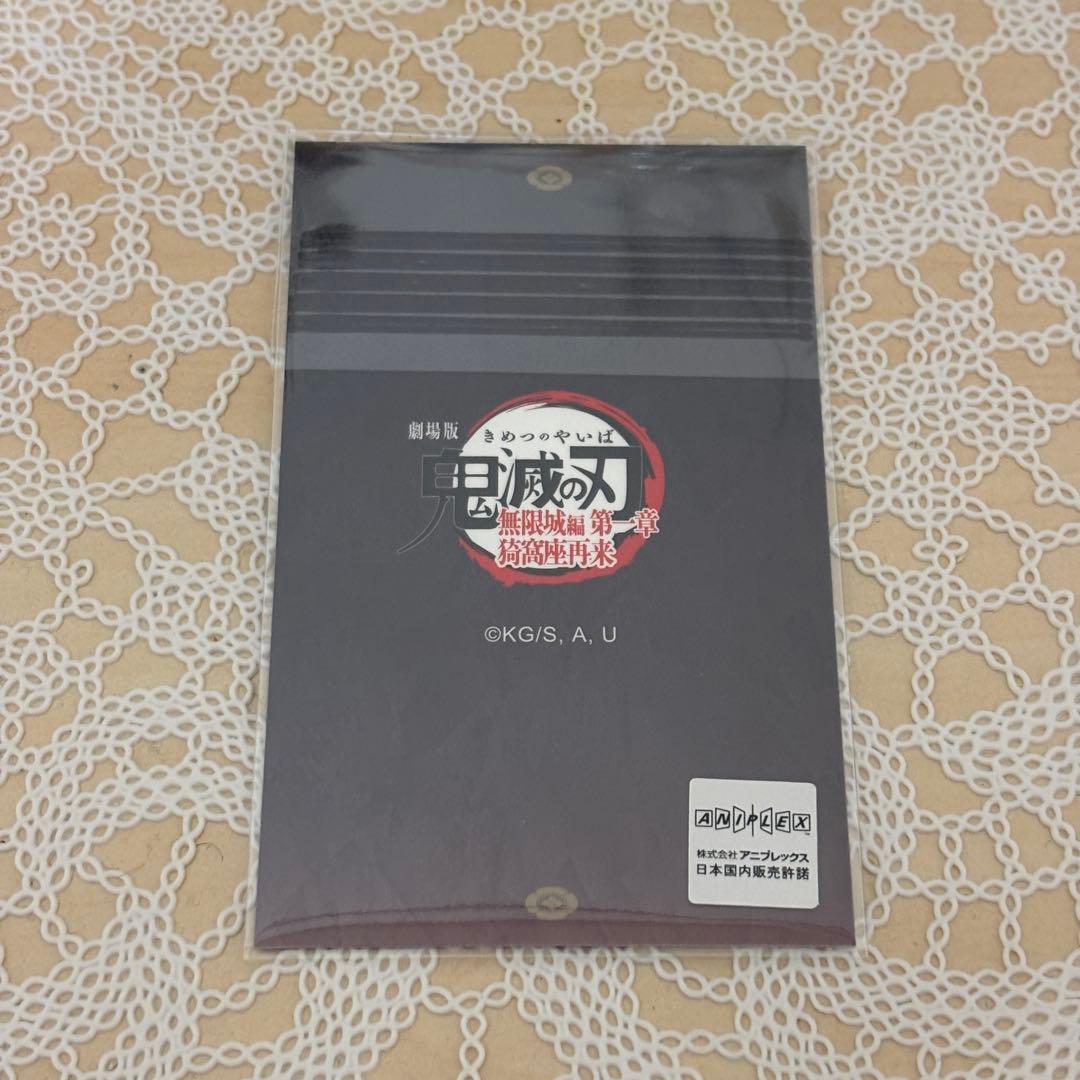 劇場版
きめつのやいば
鬼滅の刃
無限城編 第一章
猗窩座再来
©KG/S, A, U
ANIPLEX™
株式会社 アニプレックス
日本国内販売許諾